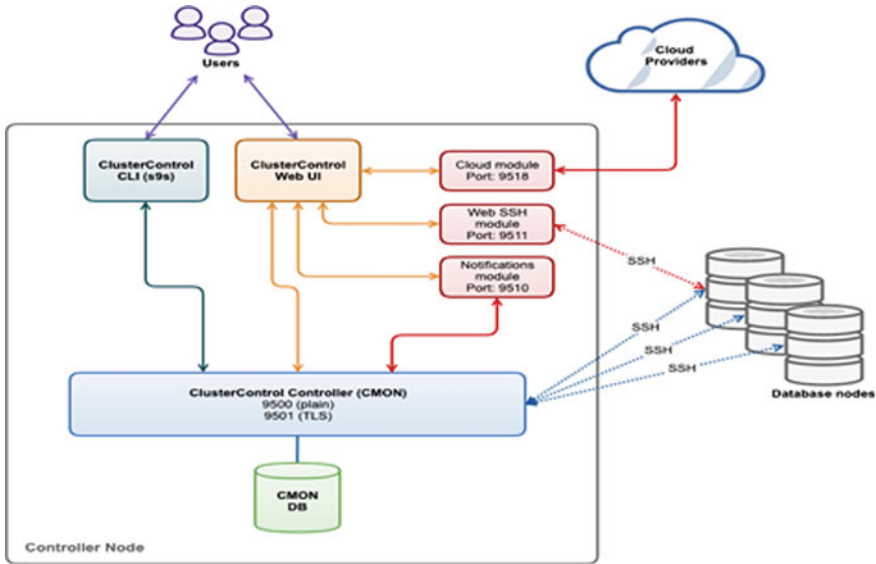 Users
Cloud
Providers
ClusterControl
CLI (s9s)
ClusterControl
Web UI
Cloud module
Port: 9518
Web SSH
module
Port: 9511
Notifications
module
Port: 9510
SSH
SSH
SSH
SSH
Database nodes
ClusterControl Controller (CMON)
9500 (plain)
9501 (TLS)
CMON
DB
Controller Node